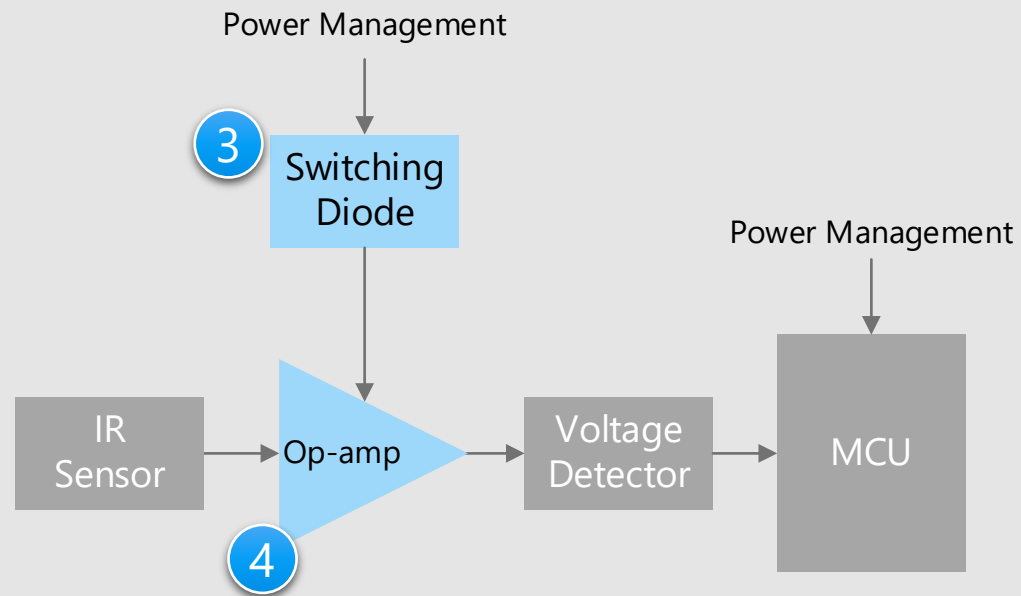 Power Management
3
Switching
Diode
Power Management
IR
Sensor
Op-amp
Voltage
Detector
MCU
4